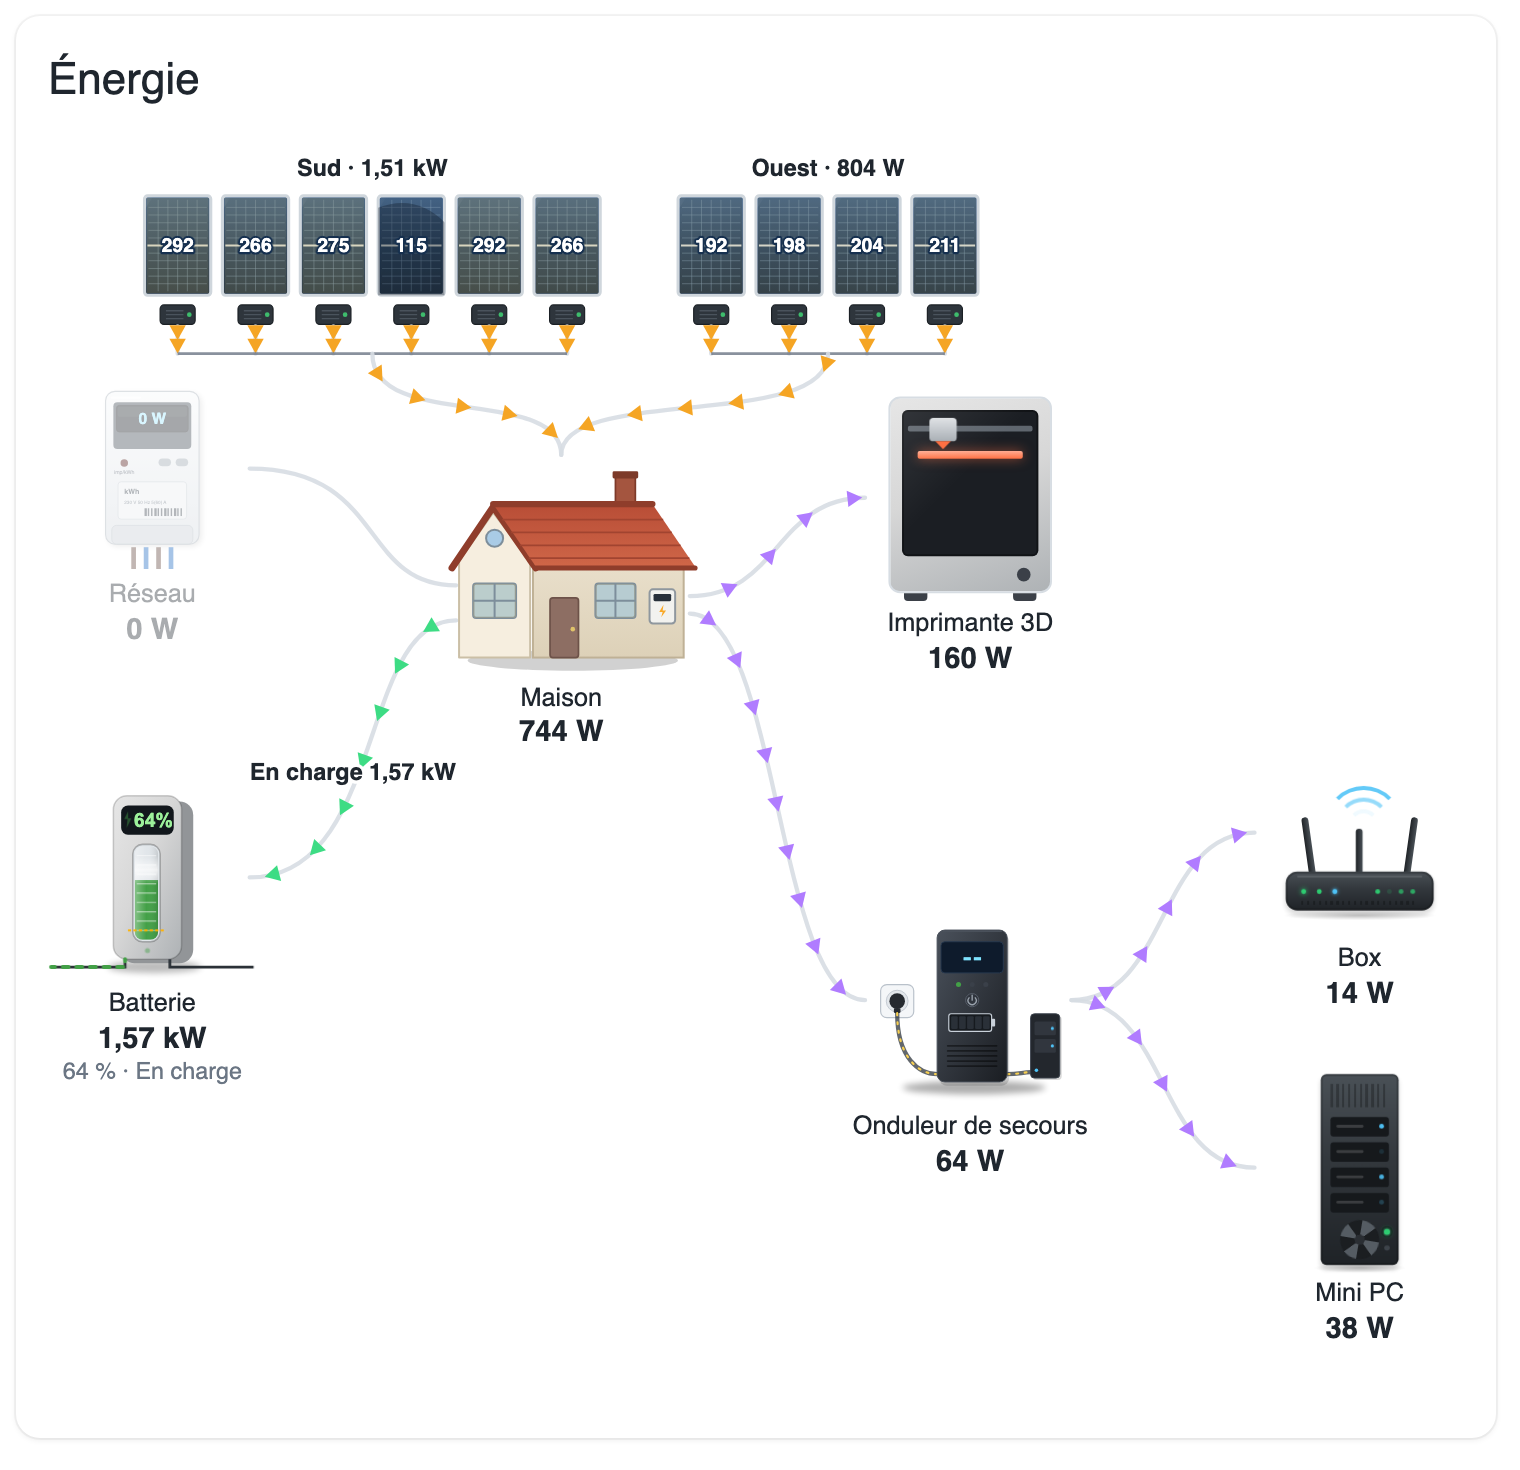 Énergie
Sud · 1,51 kW
Ouest · 804 W
292 266 275 115 292 266
192 198 204 211
0 W
kWh
Réseau
0 W
Imprimante 3D
160 W
Maison
744 W
En charge 1,57 kW
64%
Batterie
1,57 kW
64 % · En charge
--
Onduleur de secours
64 W
Box
14 W
Mini PC
38 W